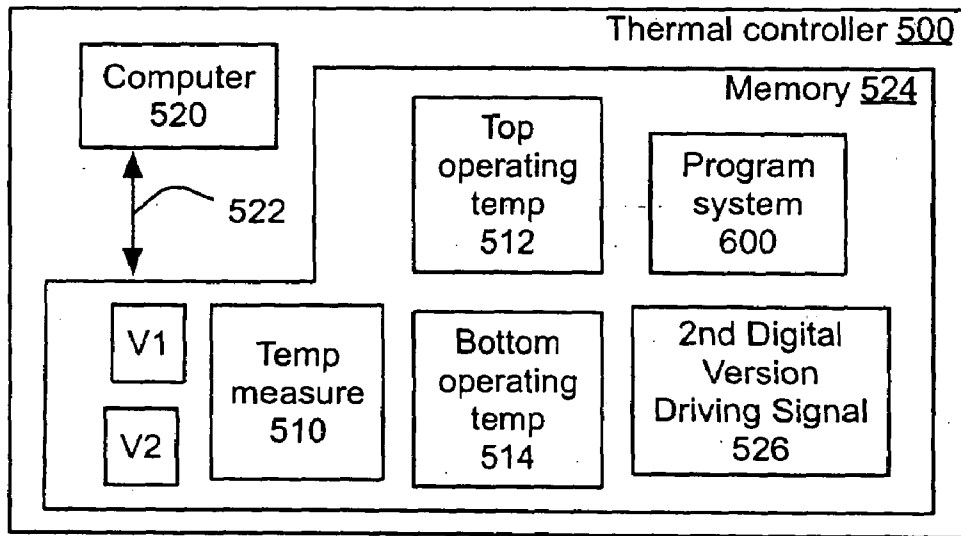 Thermal controller 500
Computer
520
Memory 524
522
Top
operating
temp
512
Program
system
600
V1
V2
Temp
measure
510
Bottom
operating
temp
514
2nd Digital
Version
Driving Signal
526